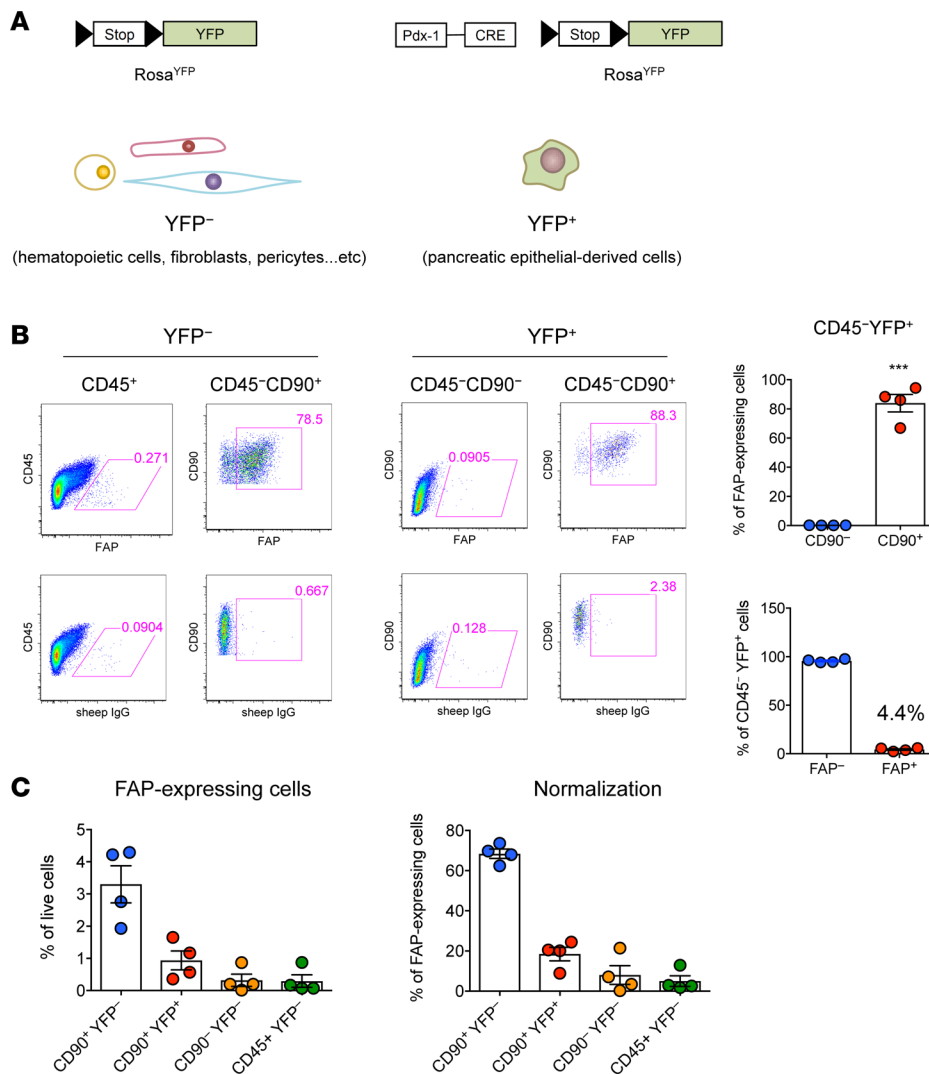 A
Stop YFP
Rosa^YFP
Pdx-1 CRE Stop YFP
Rosa^YFP
YFP⁻
(hematopoietic cells, fibroblasts, pericytes...etc)
YFP⁺
(pancreatic epithelial-derived cells)
B
YFP⁻
CD45⁺
CD45⁻CD90⁺
0.271
CD45
FAP
78.5
CD90
FAP
0.0904
CD45
sheep IgG
0.667
CD90
sheep IgG
YFP⁺
CD45⁻CD90⁻
CD45⁻CD90⁺
0.0905
CD90
FAP
88.3
CD90
FAP
0.128
CD90
sheep IgG
2.38
CD90
sheep IgG
CD45⁻YFP⁺
% of FAP-expressing cells
100
80
60
40
20
0
***
CD90⁻ CD90⁺
% of CD45⁻ YFP⁺ cells
150
100
50
0
4.4%
FAP⁻ FAP⁺
C
FAP-expressing cells
% of live cells
5
4
3
2
1
0
CD90⁺ YFP⁻
CD90⁺ YFP⁺
CD90⁻ YFP⁻
CD45+ YFP⁻
Normalization
% of FAP-expressing cells
80
60
40
20
0
CD90⁺ YFP⁻
CD90⁺ YFP⁺
CD90⁻ YFP⁻
CD45+ YFP⁻